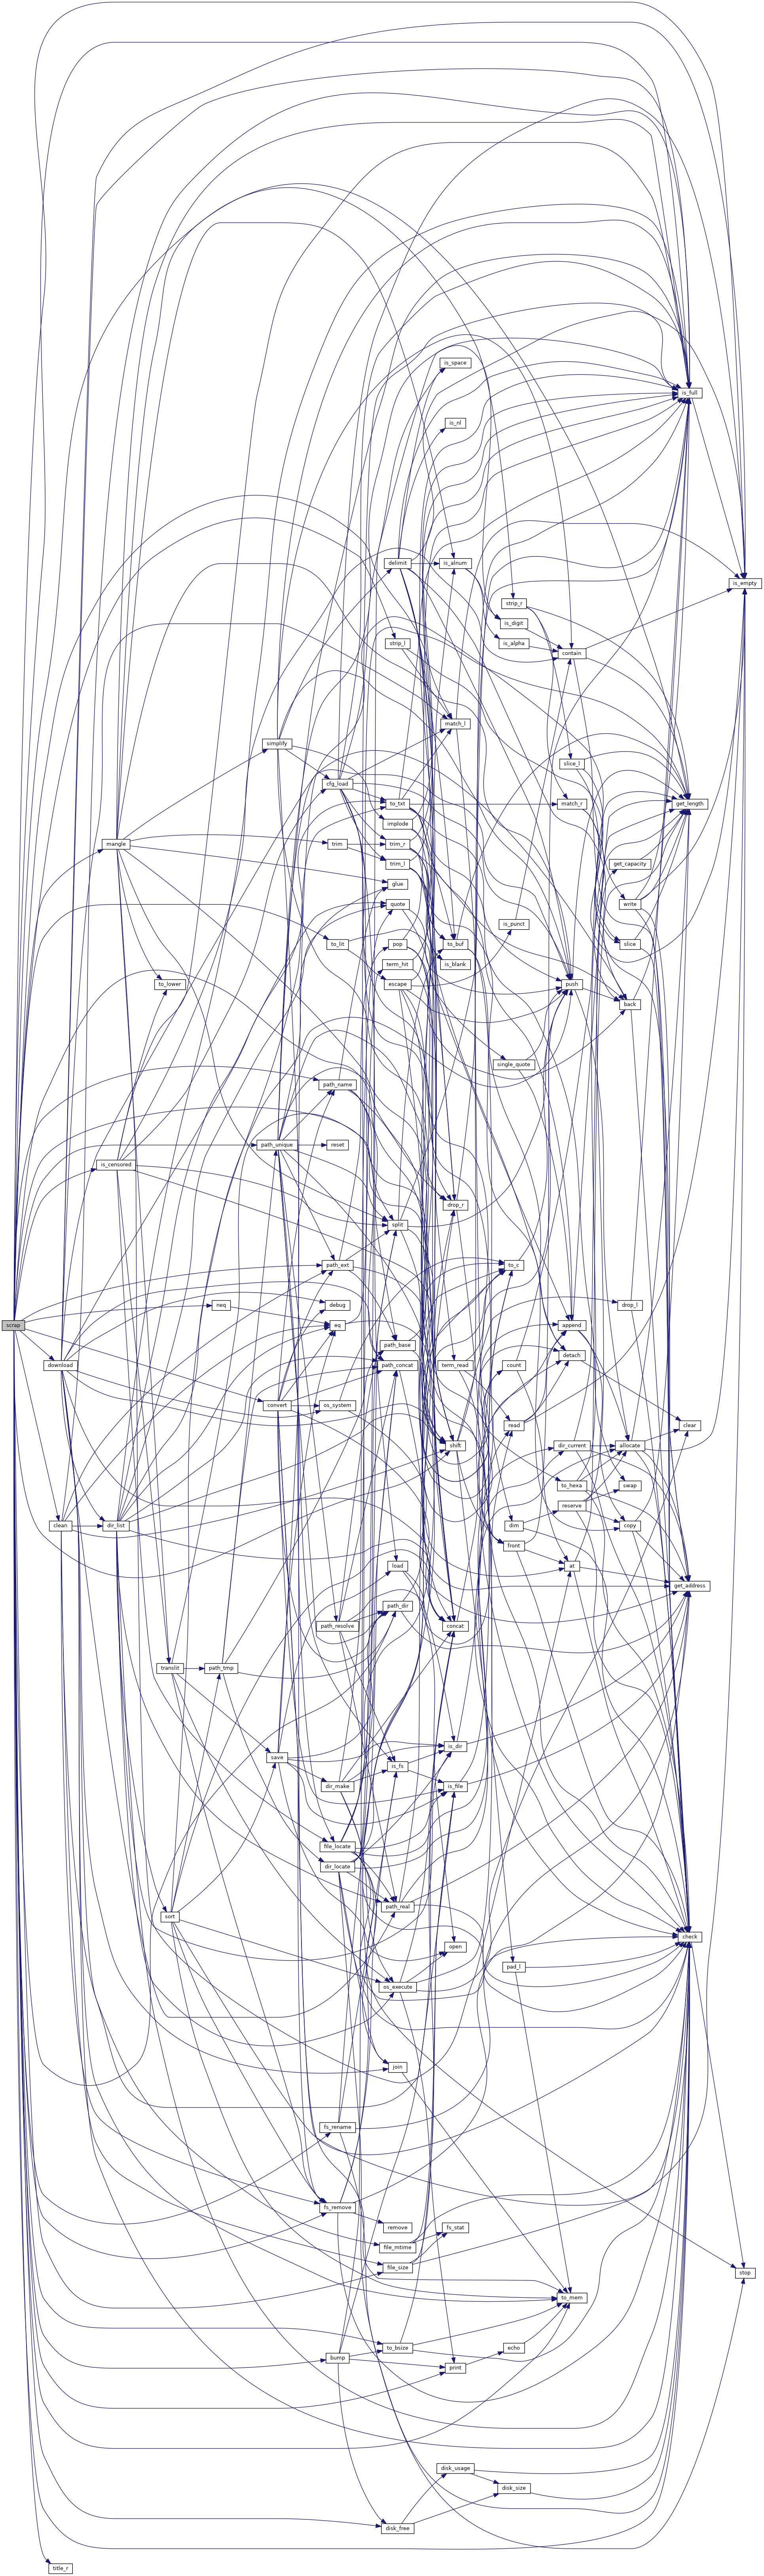 is_space
is_full
is_nl
delimit
is_alnum
is_empty
strip_r
is_digit
strip_l
is_alpha
contain
match_l
simplify
slice_l
cfg_load
to_txt
match_r
get_length
implode
mangle
trim
trim_r
trim_l
get_capacity
glue
quote
write
is_punct
to_lit
pop
to_buf
slice
term_hit
is_blank
to_lower
escape
push
back
single_quote
path_name
path_unique
reset
is_censored
drop_r
split
path_ext
to_c
neq
debug
drop_l
scrap
eq
append
path_base
detach
download
path_concat
term_read
count
convert
os_system
read
clear
shift
dir_current
allocate
to_hexa
swap
reserve
clean
dir_list
dim
copy
front
load
at
get_address
path_dir
path_resolve
concat
translit
path_tmp
is_dir
save
is_fs
dir_make
is_file
file_locate
dir_locate
path_real
sort
check
open
os_execute
pad_l
join
fs_rename
fs_remove
remove
fs_stat
file_mtime
file_size
stop
to_mem
to_bsize
echo
bump
print
disk_usage
disk_size
disk_free
title_r